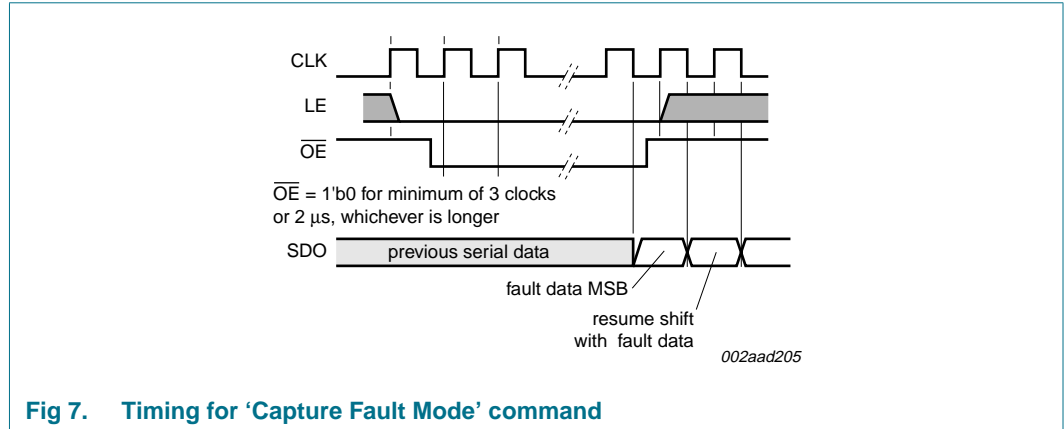 CLK
LE
OE
OE = 1'b0 for minimum of 3 clocks
or 2 μs, whichever is longer
SDO
previous serial data
fault data MSB
resume shift
with fault data
002aad205
Fig 7. Timing for ‘Capture Fault Mode’ command